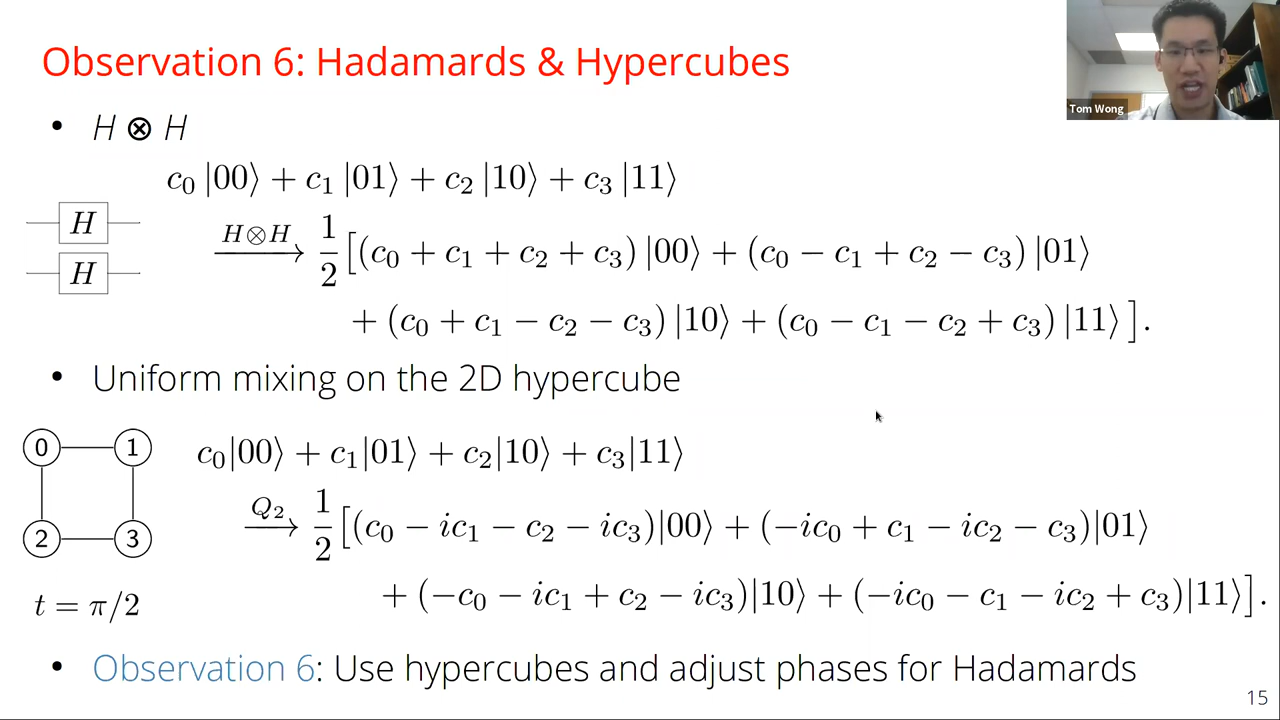 Observation 6: Hadamards & Hypercubes
Tom Wong
• H ⊗ H
c₀ |00⟩ + c₁ |01⟩ + c₂ |10⟩ + c₃ |11⟩
H
H
H⊗H → 1/2 [(c₀ + c₁ + c₂ + c₃) |00⟩ + (c₀ − c₁ + c₂ − c₃) |01⟩
+ (c₀ + c₁ − c₂ − c₃) |10⟩ + (c₀ − c₁ − c₂ + c₃) |11⟩ ].
• Uniform mixing on the 2D hypercube
0 1
2 3
t = π/2
c₀|00⟩ + c₁|01⟩ + c₂|10⟩ + c₃|11⟩
Q₂ → 1/2 [(c₀ − ic₁ − c₂ − ic₃)|00⟩ + (−ic₀ + c₁ − ic₂ − c₃)|01⟩
+ (−c₀ − ic₁ + c₂ − ic₃)|10⟩ + (−ic₀ − c₁ − ic₂ + c₃)|11⟩].
• Observation 6: Use hypercubes and adjust phases for Hadamards
15